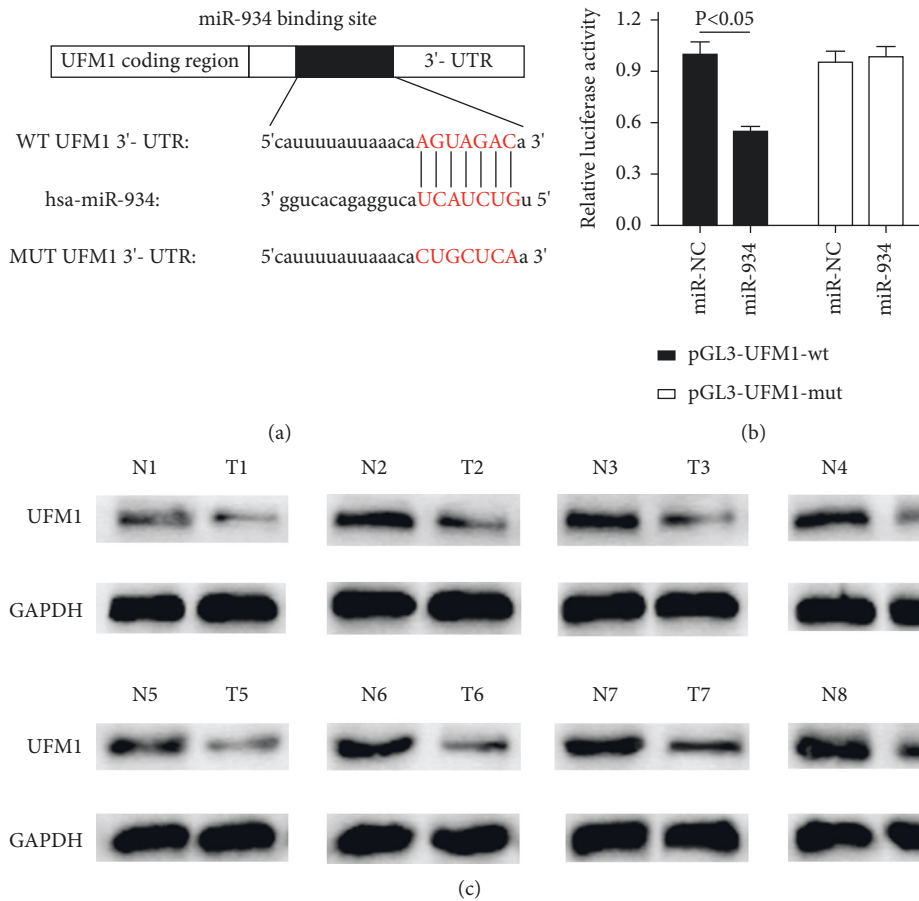 miR-934 binding site
UFM1 coding region
3'- UTR
WT UFM1 3'- UTR:
5'cauuuuauuaaacaAGUAGACa 3'
hsa-miR-934:
3' ggucacagaggucaUCAUCUGu 5'
MUT UFM1 3'- UTR:
5'cauuuuauuaaacaCUGCUCAa 3'
(a)
Relative luciferase activity
1.2
0.9
0.6
0.3
0.0
P<0.05
miR-NC
miR-934
miR-NC
miR-934
pGL3-UFM1-wt
pGL3-UFM1-mut
(b)
N1 T1 N2 T2 N3 T3 N4
UFM1
GAPDH
N5 T5 N6 T6 N7 T7 N8
UFM1
GAPDH
(c)